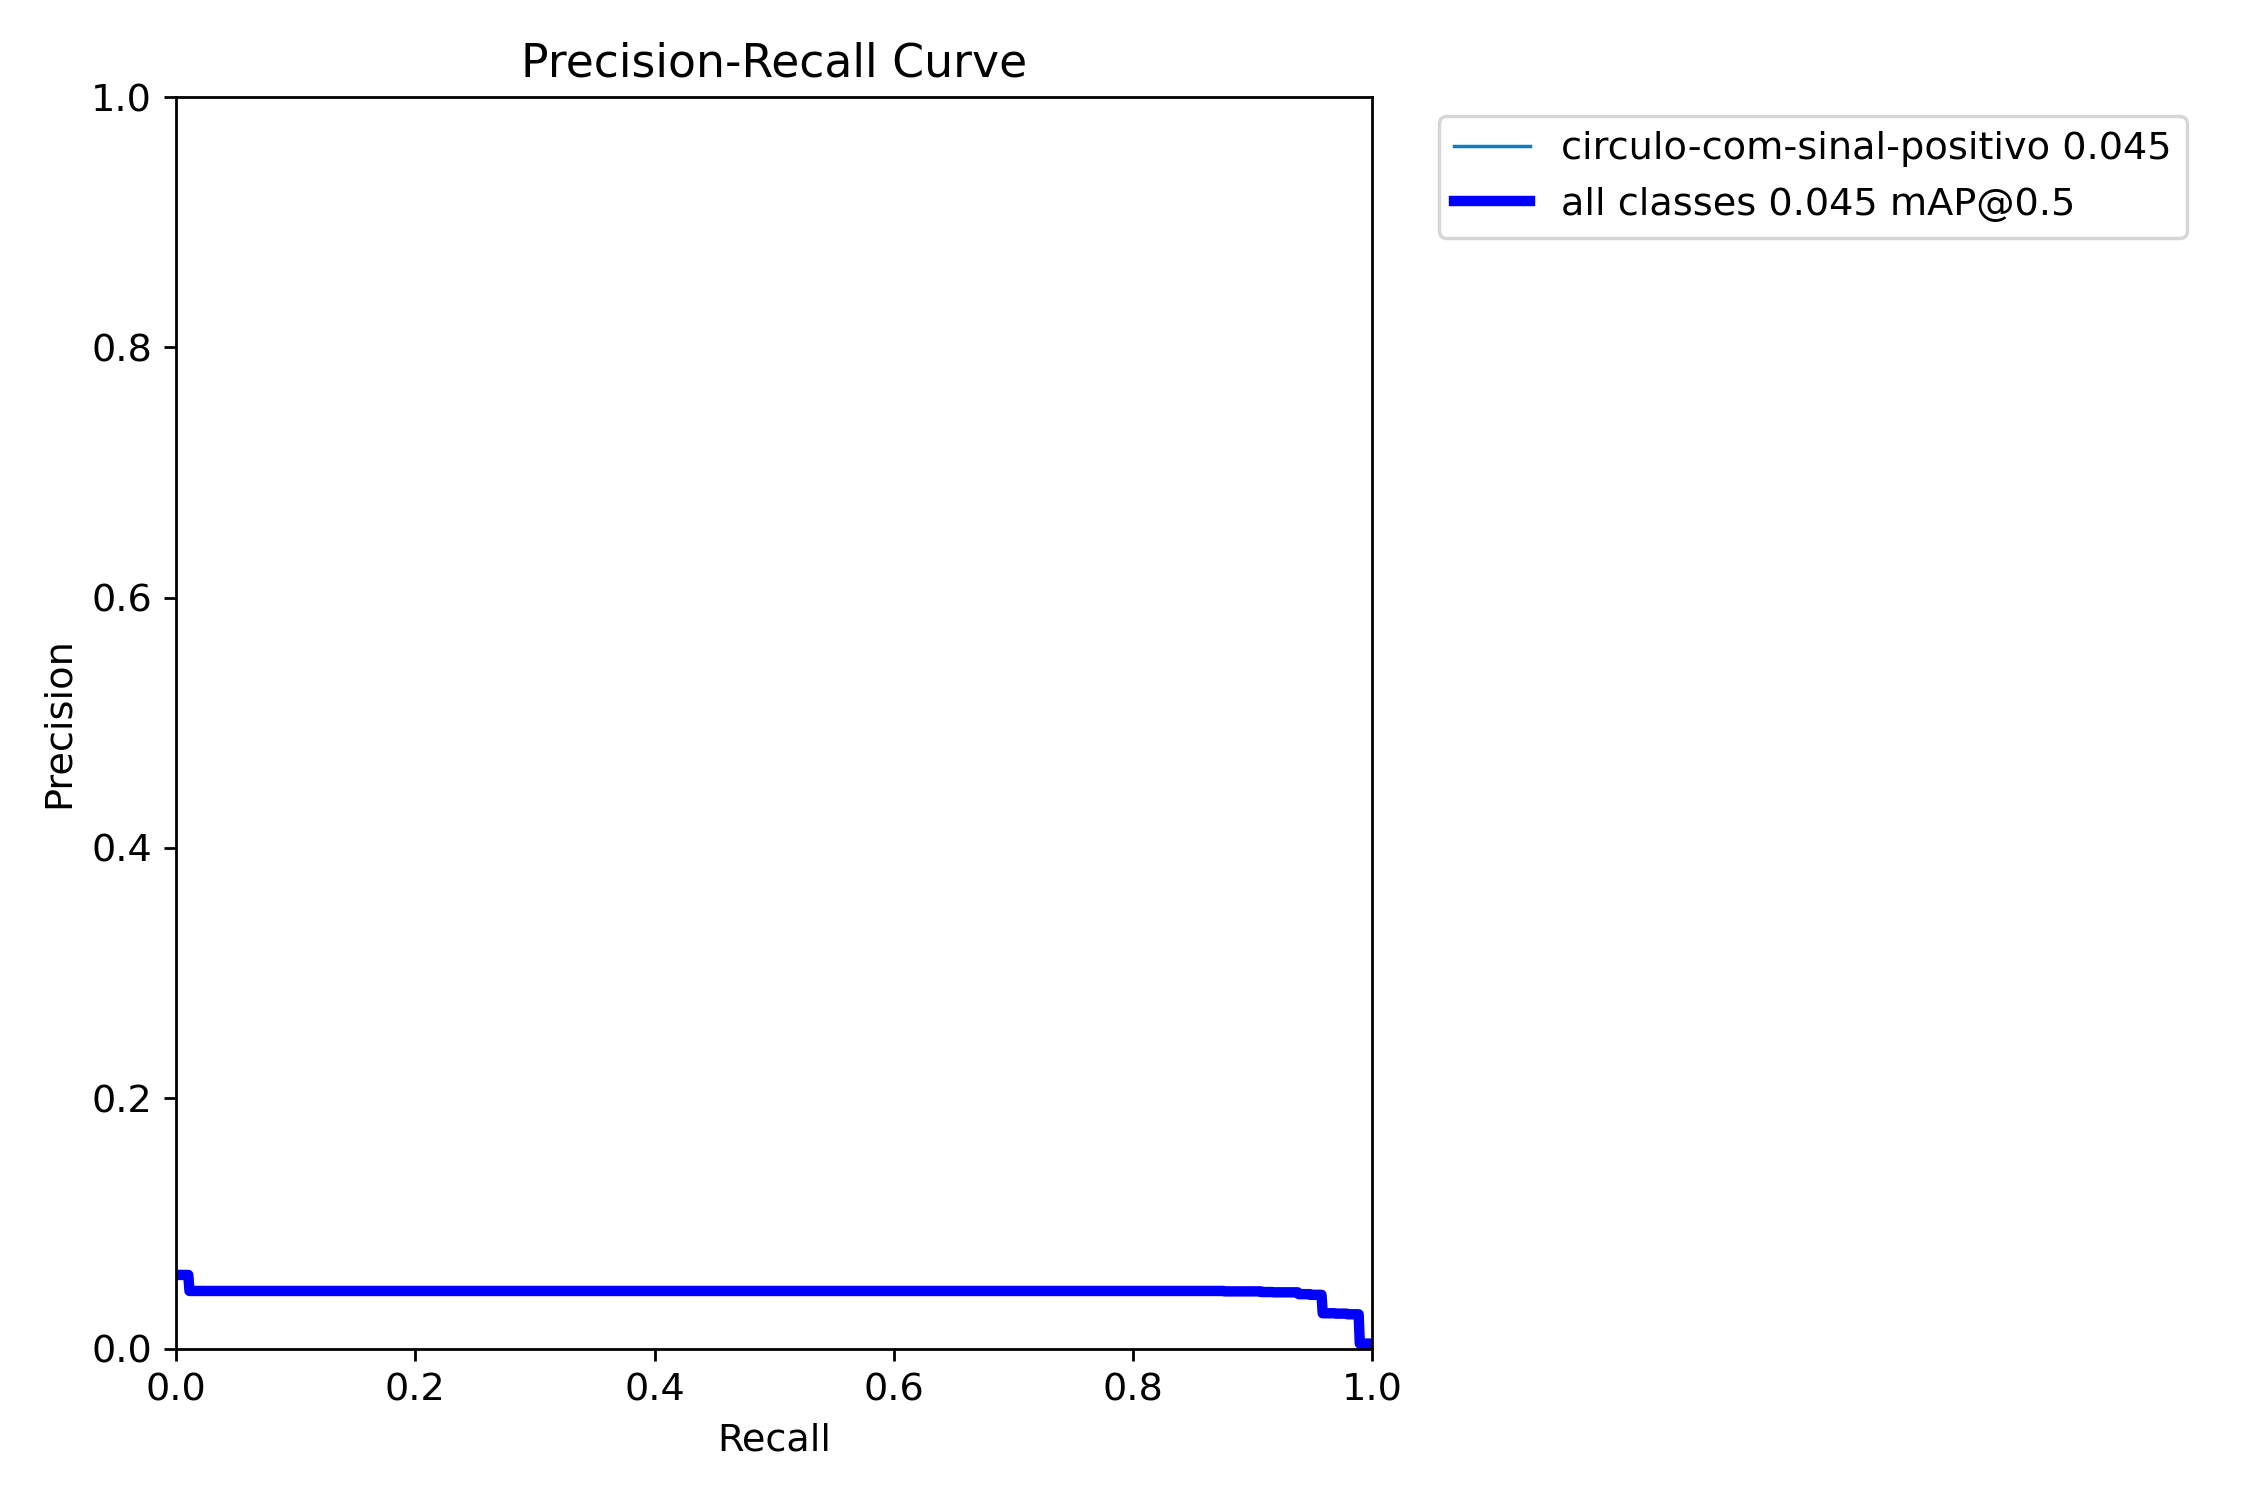 Precision-Recall Curve
1.0
0.8
0.6
0.4
0.2
0.0
Precision
0.0 0.2 0.4 0.6 0.8 1.0
Recall
circulo-com-sinal-positivo 0.045
all classes 0.045 mAP@0.5